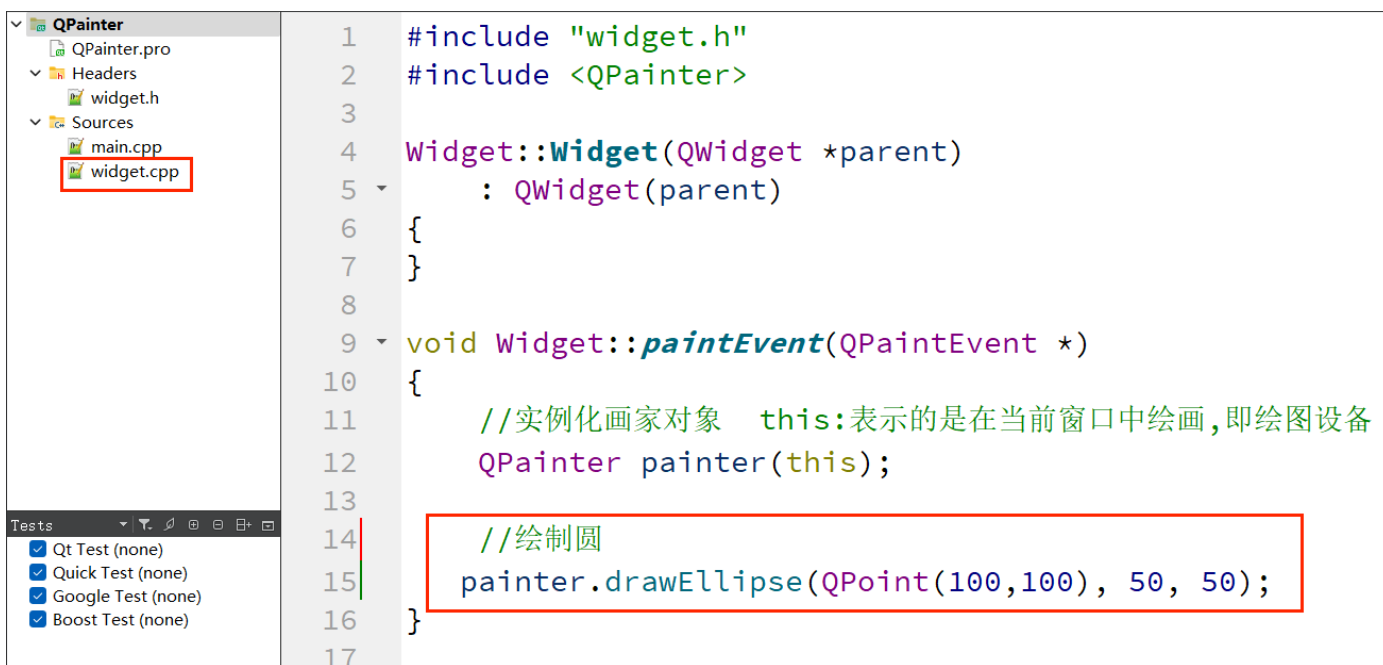 QPainter
QPainter.pro
Headers
widget.h
Sources
main.cpp
widget.cpp
Tests
Qt Test (none)
Quick Test (none)
Google Test (none)
Boost Test (none)
1 #include "widget.h"
2 #include <QPainter>
3
4 Widget::Widget(QWidget *parent)
5 : QWidget(parent)
6 {
7 }
8
9 void Widget::paintEvent(QPaintEvent *)
10 {
11 //实例化画家对象 this:表示的是在当前窗口中绘画,即绘图设备
12 QPainter painter(this);
13
14 //绘制圆
15 painter.drawEllipse(QPoint(100,100), 50, 50);
16 }
17